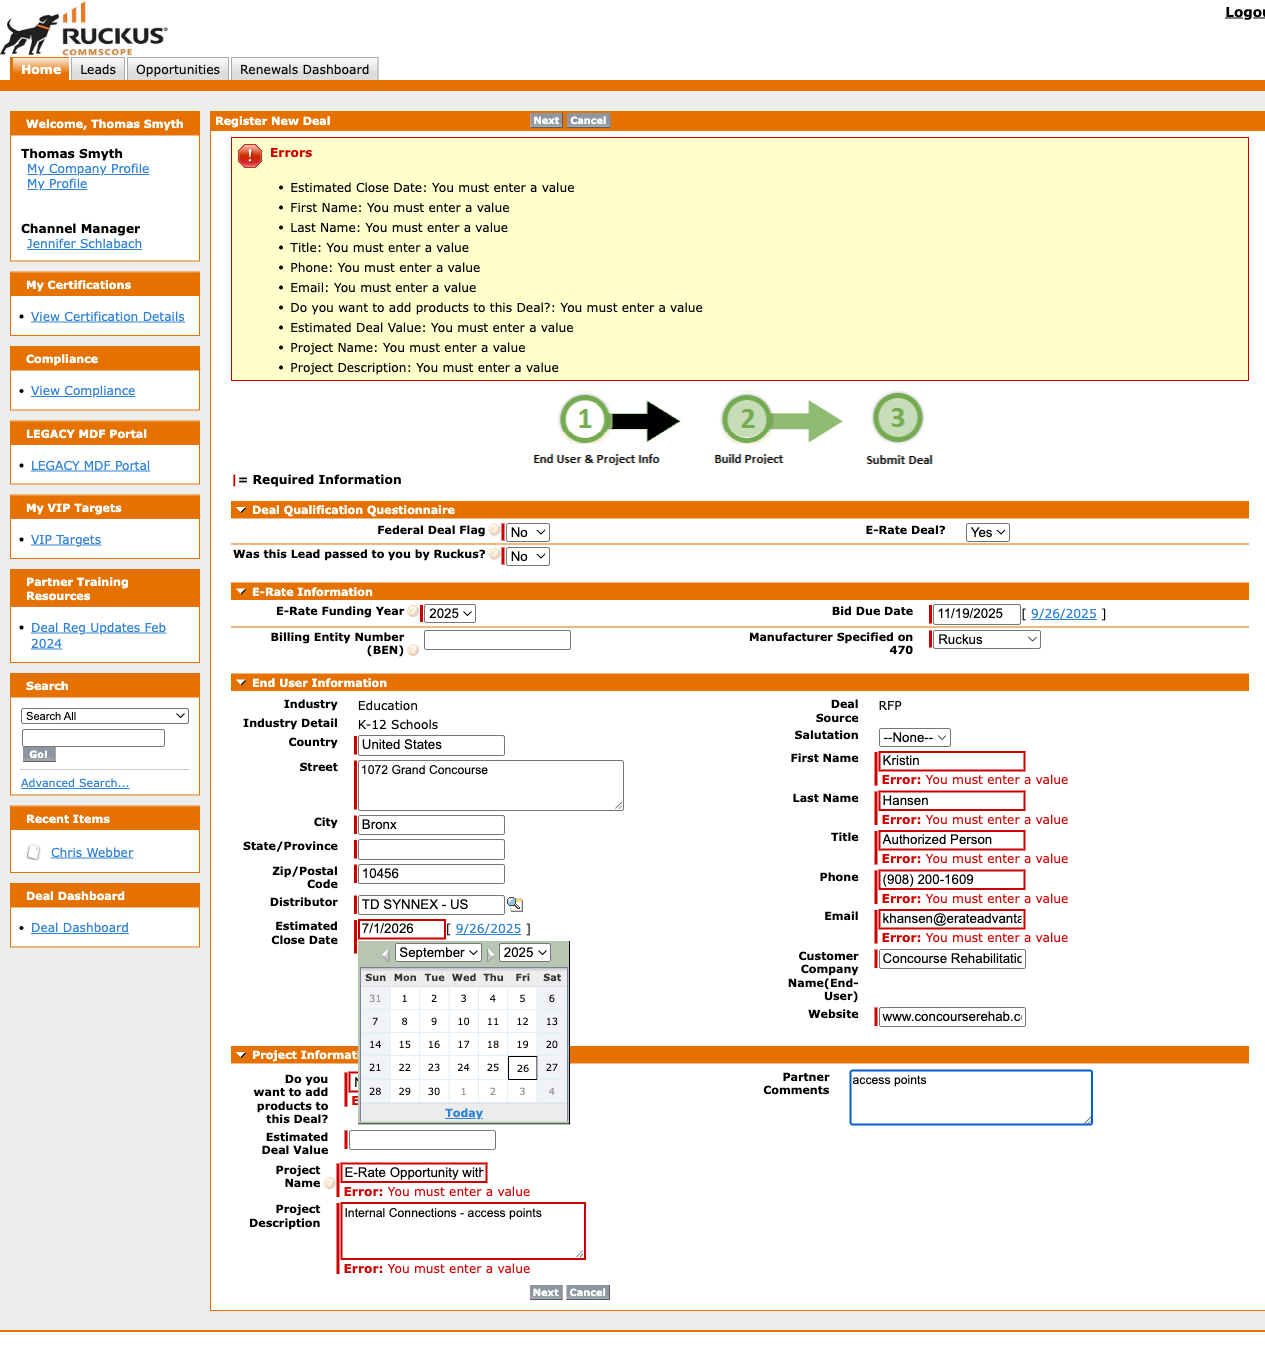 Logou
RUCKUS
COMMSCOPE
Home
Leads
Opportunities
Renewals Dashboard
Welcome, Thomas Smyth
Thomas Smyth
My Company Profile
My Profile
Channel Manager
Jennifer Schlabach
My Certifications
• View Certification Details
Compliance
• View Compliance
LEGACY MDF Portal
• LEGACY MDF Portal
My VIP Targets
• VIP Targets
Partner Training
Resources
• Deal Reg Updates Feb
2024
Search
Search All
Go!
Advanced Search...
Recent Items
Chris Webber
Deal Dashboard
• Deal Dashboard
Register New Deal Next Cancel
Errors
• Estimated Close Date: You must enter a value
• First Name: You must enter a value
• Last Name: You must enter a value
• Title: You must enter a value
• Phone: You must enter a value
• Email: You must enter a value
• Do you want to add products to this Deal?: You must enter a value
• Estimated Deal Value: You must enter a value
• Project Name: You must enter a value
• Project Description: You must enter a value
1 2 3
End User & Project Info Build Project Submit Deal
= Required Information
Deal Qualification Questionnaire
Federal Deal Flag ? No E-Rate Deal? Yes
Was this Lead passed to you by Ruckus? ? No
E-Rate Information
E-Rate Funding Year ? 2025 Bid Due Date 11/19/2025 [ 9/26/2025 ]
Billing Entity Number
(BEN) ?
Manufacturer Specified on
470
Ruckus
End User Information
Industry Education
Industry Detail K-12 Schools
Country United States
Street 1072 Grand Concourse
City Bronx
State/Province
Zip/Postal
Code
10456
Distributor TD SYNNEX - US
Estimated
Close Date
7/1/2026 [ 9/26/2025 ]
September 2025
Sun Mon Tue Wed Thu Fri Sat
31 1 2 3 4 5 6
7 8 9 10 11 12 13
14 15 16 17 18 19 20
21 22 23 24 25 26 27
28 29 30 1 2 3 4
Today
Deal
Source
RFP
Salutation --None--
First Name Kristin
Error: You must enter a value
Last Name Hansen
Error: You must enter a value
Title Authorized Person
Error: You must enter a value
Phone (908) 200-1609
Error: You must enter a value
Email khansen@erateadvanta
Error: You must enter a value
Customer
Company
Name(End-
User)
Concourse Rehabilitatic
Website www.concourserehab.c
Project Informati
Do you
want to add
products to
this Deal?
Partner
Comments
access points
Estimated
Deal Value
Project
Name ?
E-Rate Opportunity with
Error: You must enter a value
Project
Description
Internal Connections - access points
Error: You must enter a value
Next Cancel